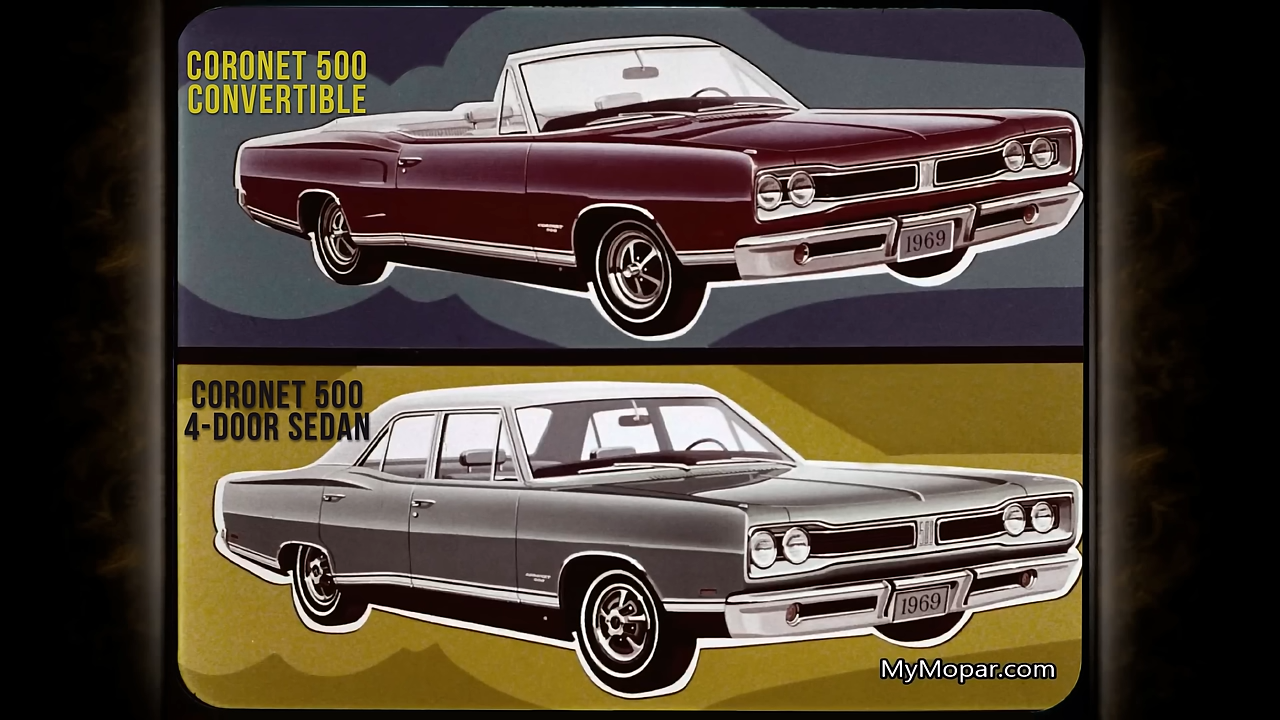 CORONET 500
CONVERTIBLE
1969
CORONET 500
4-DOOR SEDAN
1969
MyMopar.com